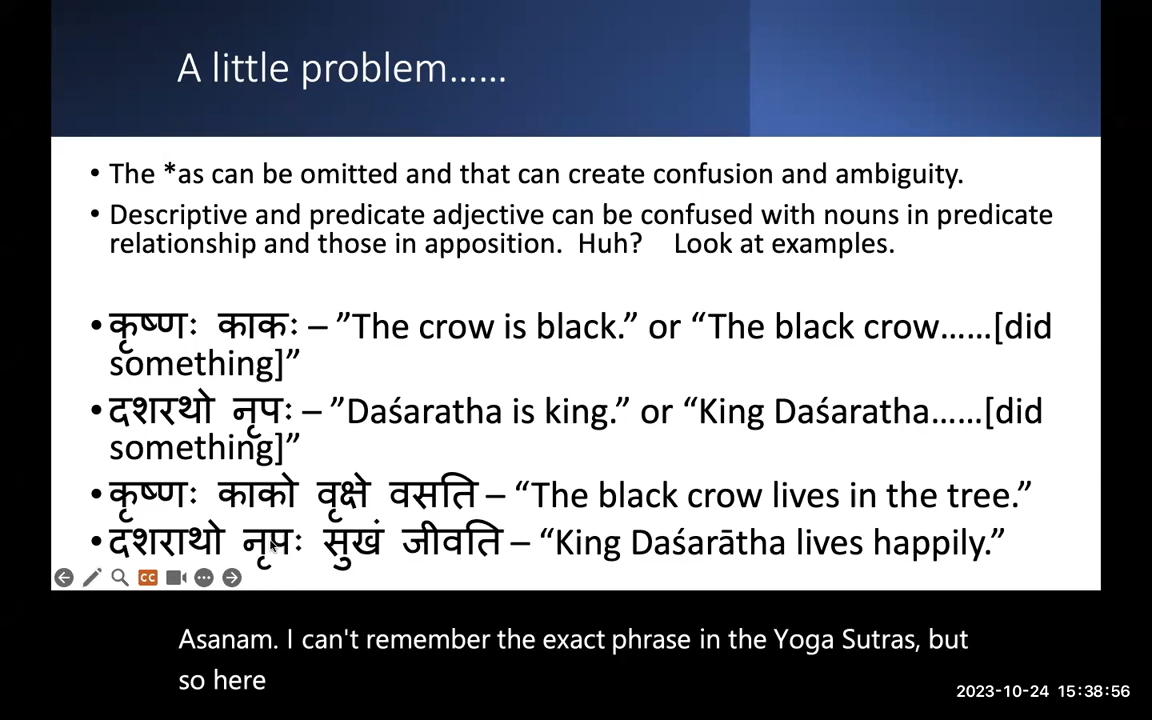 A little problem……
• The *as can be omitted and that can create confusion and ambiguity.
• Descriptive and predicate adjective can be confused with nouns in predicate
relationship and those in apposition.  Huh?    Look at examples.
• कृष्णः काकः – ”The crow is black.” or “The black crow……[did
something]”
• दशरथो नृपः – ”Daśaratha is king.” or “King Daśaratha……[did
something]”
• कृष्णः काको वृक्षे वसति – “The black crow lives in the tree.”
• दशराथो नृपः सुखं जीवति – “King Daśarātha lives happily.”
CC
Asanam. I can't remember the exact phrase in the Yoga Sutras, but
so here
2023-10-24 15:38:56